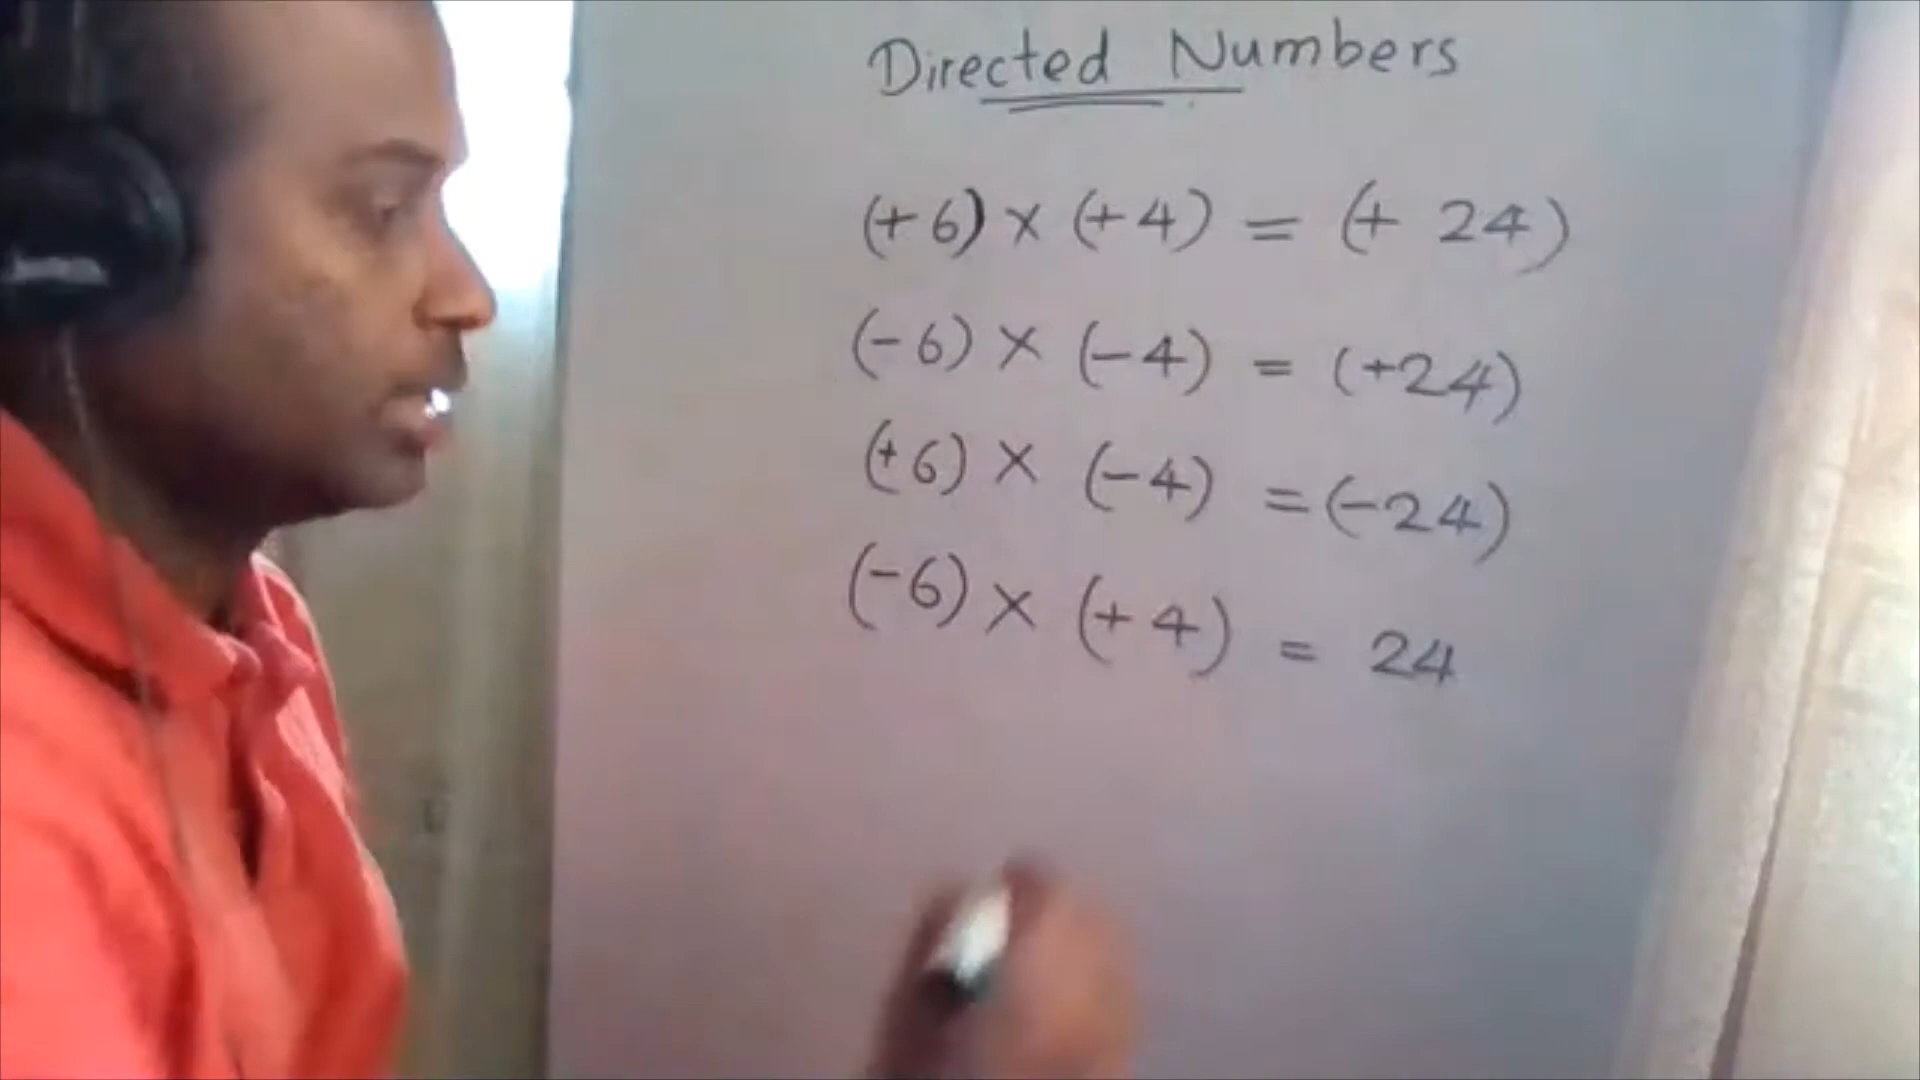 Directed Numbers
(+6) × (+4) = (+ 24)
(-6) × (-4) = (+24)
(+6) × (-4) = (-24)
(-6) × (+4) = 24